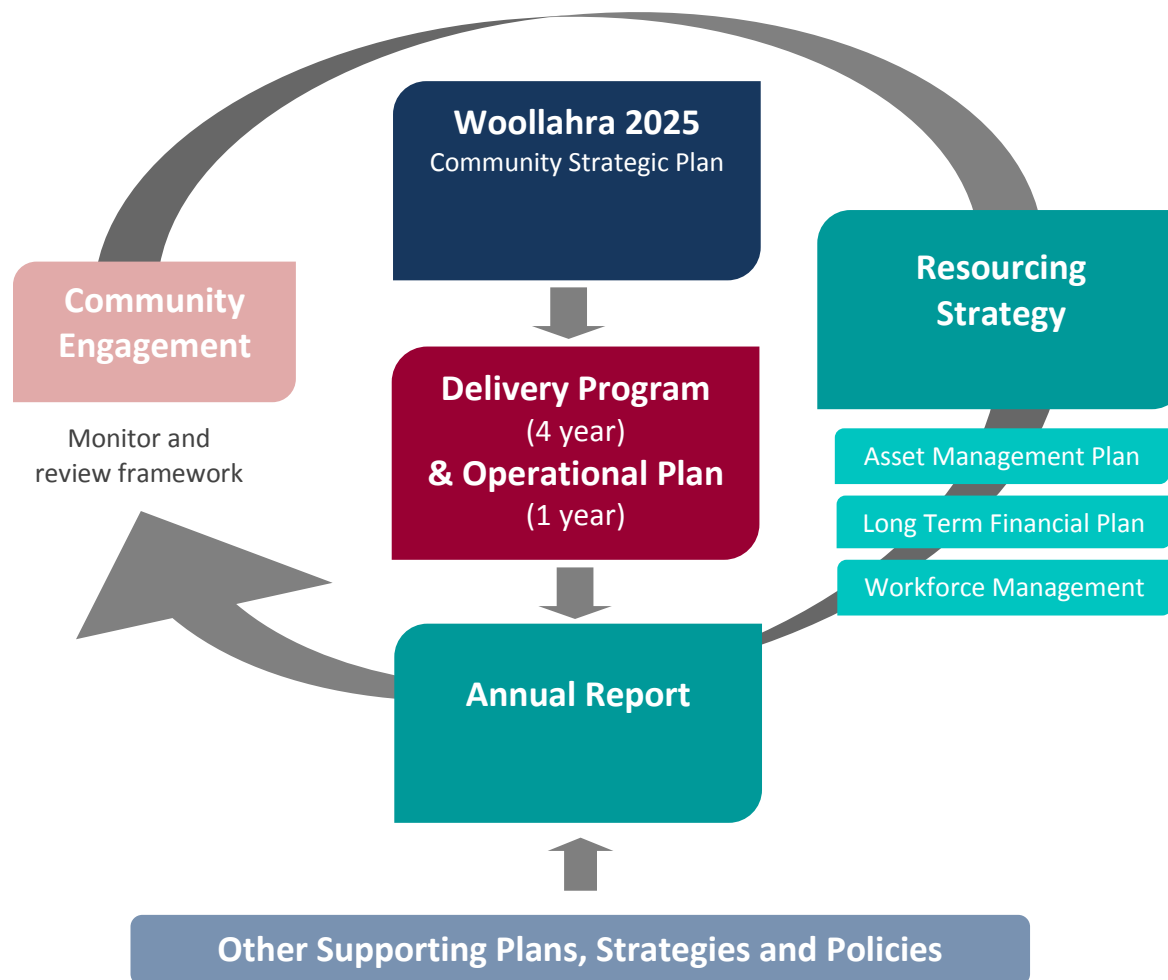 Woollahra 2025
Community Strategic Plan
Community
Engagement
Monitor and
review framework
Delivery Program
(4 year)
& Operational Plan
(1 year)
Resourcing
Strategy
Asset Management Plan
Long Term Financial Plan
Workforce Management
Annual Report
Other Supporting Plans, Strategies and Policies